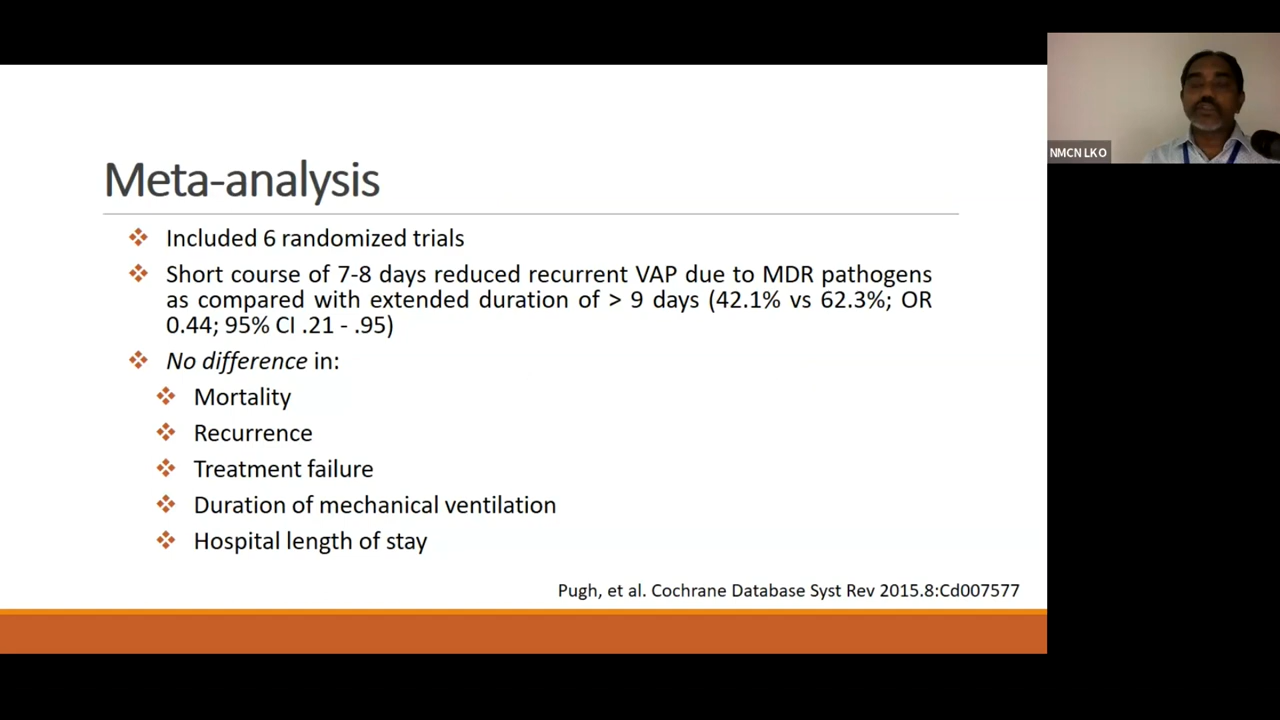 Meta-analysis
Included 6 randomized trials
Short course of 7-8 days reduced recurrent VAP due to MDR pathogens
as compared with extended duration of > 9 days (42.1% vs 62.3%; OR
0.44; 95% CI .21 - .95)
No difference in:
Mortality
Recurrence
Treatment failure
Duration of mechanical ventilation
Hospital length of stay
Pugh, et al. Cochrane Database Syst Rev 2015.8:Cd007577
NMCN LKO